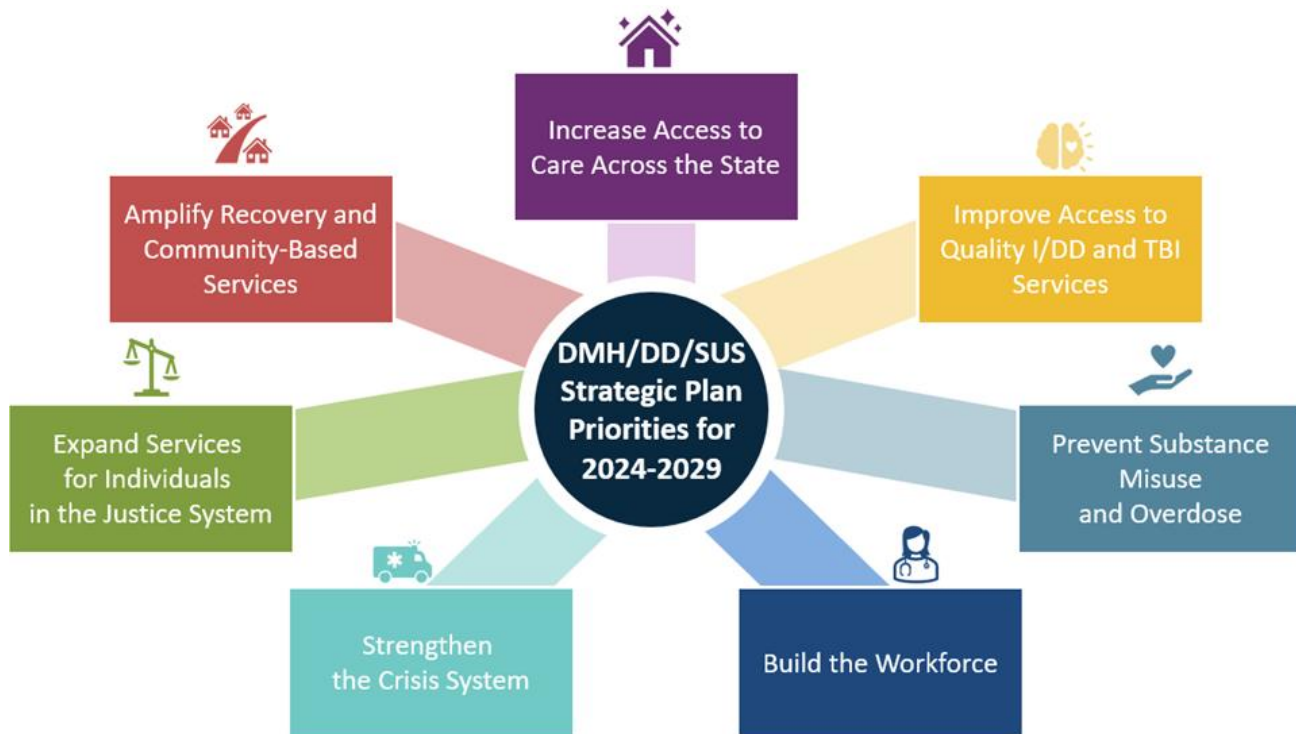 Increase Access to
Care Across the State
Amplify Recovery and
Community-Based
Services
Improve Access to
Quality I/DD and TBI
Services
DMH/DD/SUS
Strategic Plan
Priorities for
2024-2029
Expand Services
for Individuals
in the Justice System
Prevent Substance
Misuse
and Overdose
Strengthen
the Crisis System
Build the Workforce